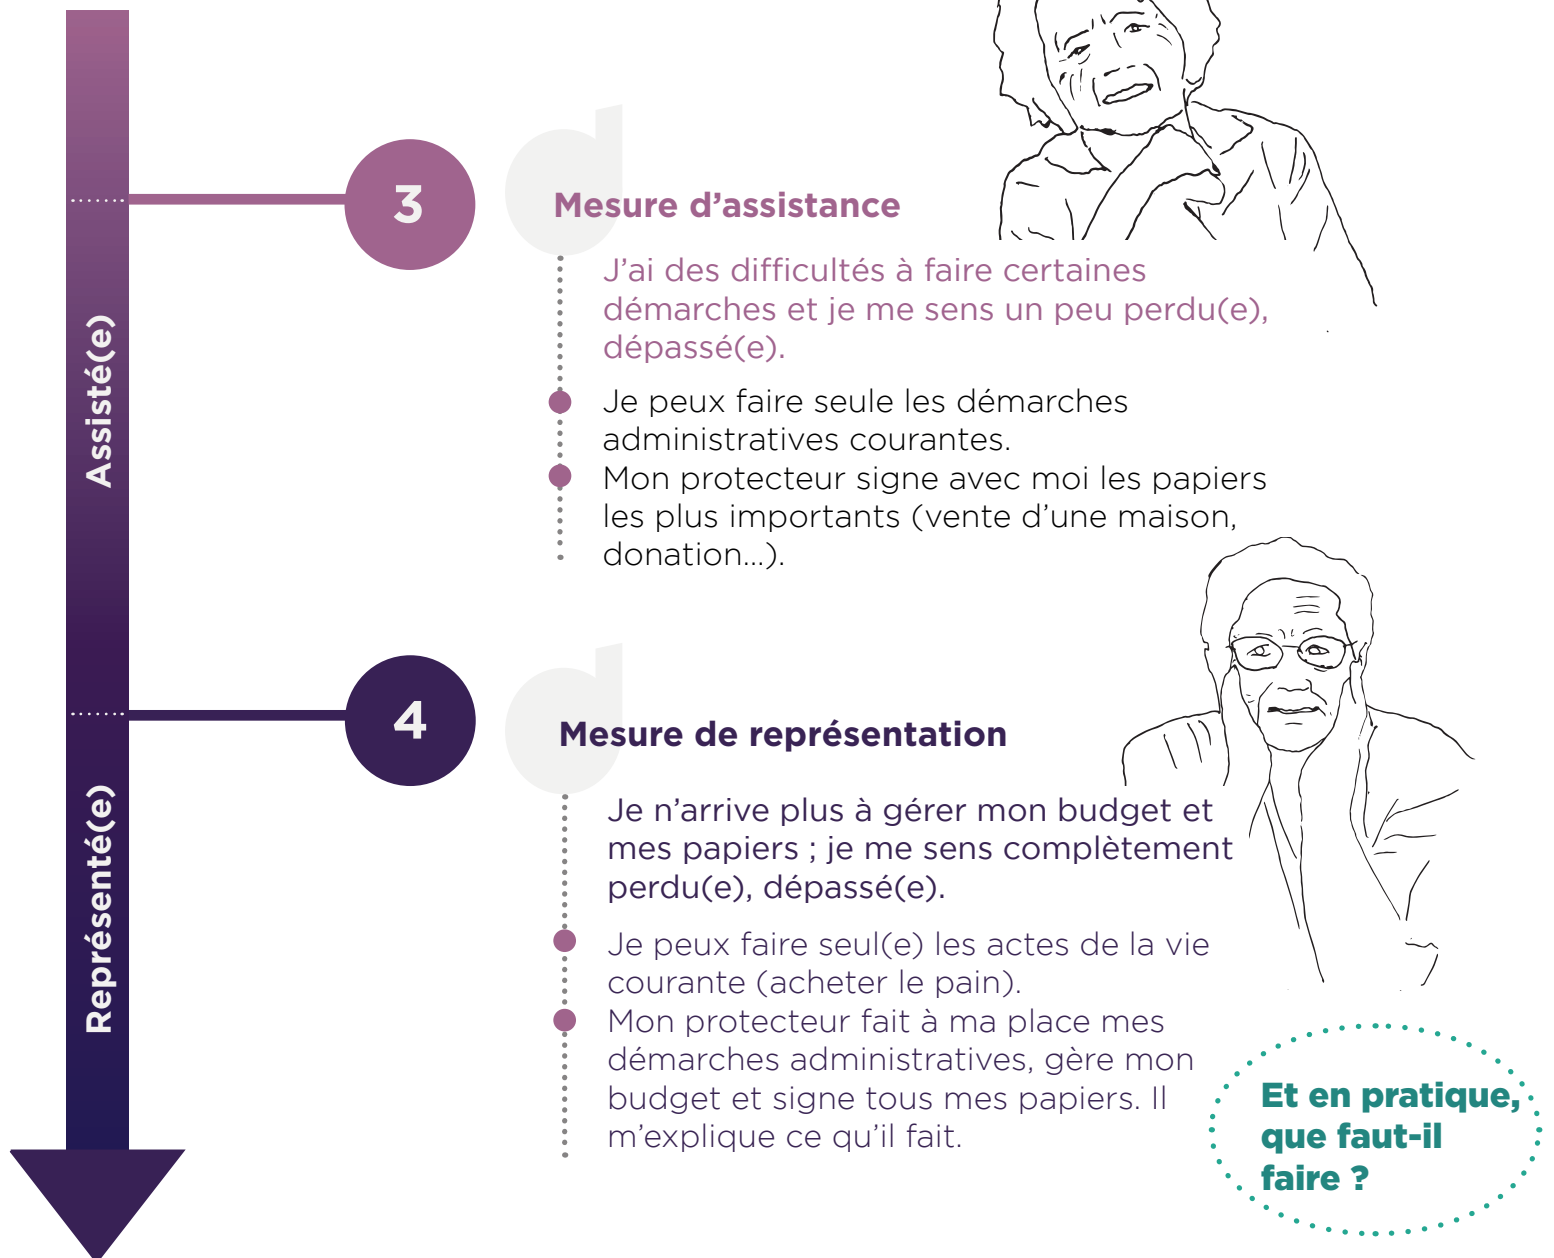 Assisté(e)
3
Mesure d’assistance
J’ai des difficultés à faire certaines
démarches et je me sens un peu perdu(e),
dépassé(e).
Je peux faire seule les démarches
administratives courantes.
Mon protecteur signe avec moi les papiers
les plus importants (vente d’une maison,
donation...).
Représenté(e)
4
Mesure de représentation
Je n’arrive plus à gérer mon budget et
mes papiers ; je me sens complètement
perdu(e), dépassé(e).
Je peux faire seul(e) les actes de la vie
courante (acheter le pain).
Mon protecteur fait à ma place mes
démarches administratives, gère mon
budget et signe tous mes papiers. Il
m’explique ce qu’il fait.
Et en pratique,
que faut-il
faire ?